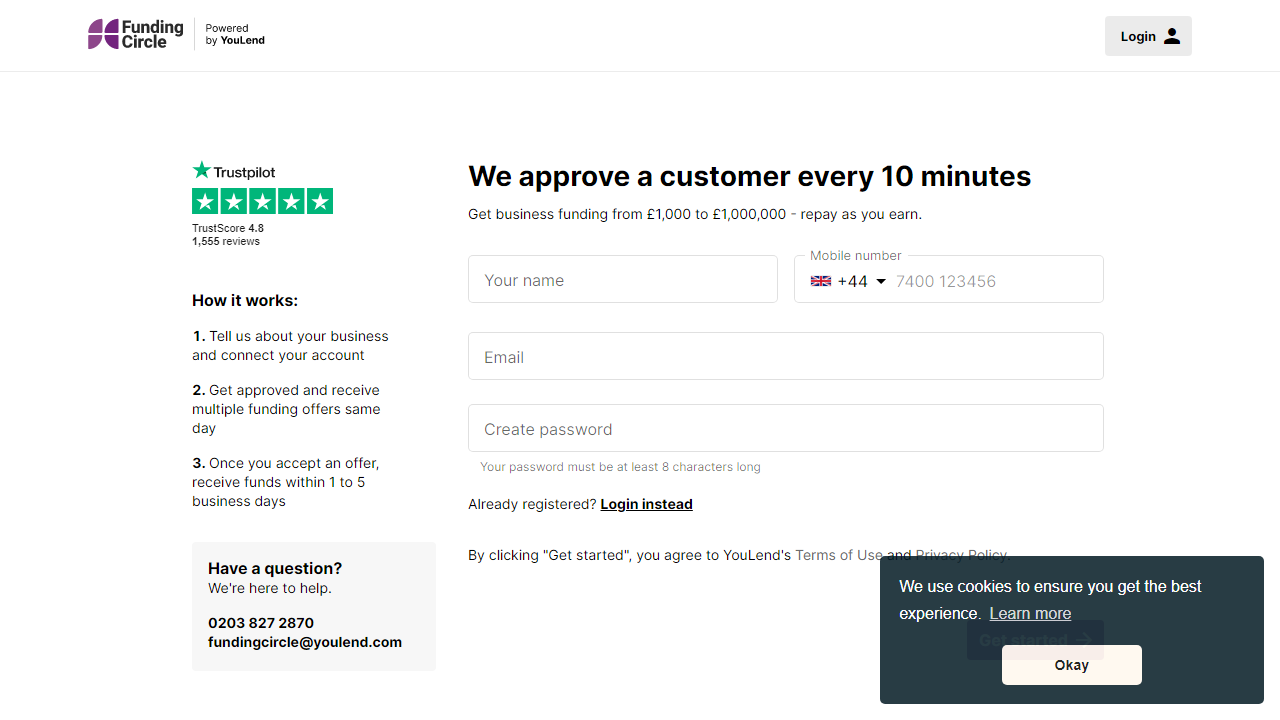 Funding
Circle
Powered
by YouLend
Login
Trustpilot
TrustScore 4.8
1,555 reviews
How it works:
1. Tell us about your business
and connect your account
2. Get approved and receive
multiple funding offers same
day
3. Once you accept an offer,
receive funds within 1 to 5
business days
Have a question?
We're here to help.
0203 827 2870
fundingcircle@youlend.com
We approve a customer every 10 minutes
Get business funding from £1,000 to £1,000,000 - repay as you earn.
Your name
Mobile number
+44 7400 123456
Email
Create password
Your password must be at least 8 characters long
Already registered? Login instead
By clicking "Get started", you agree to YouLend's Terms of Use and Privacy Policy.
We use cookies to ensure you get the best
experience. Learn more
Get started
Okay